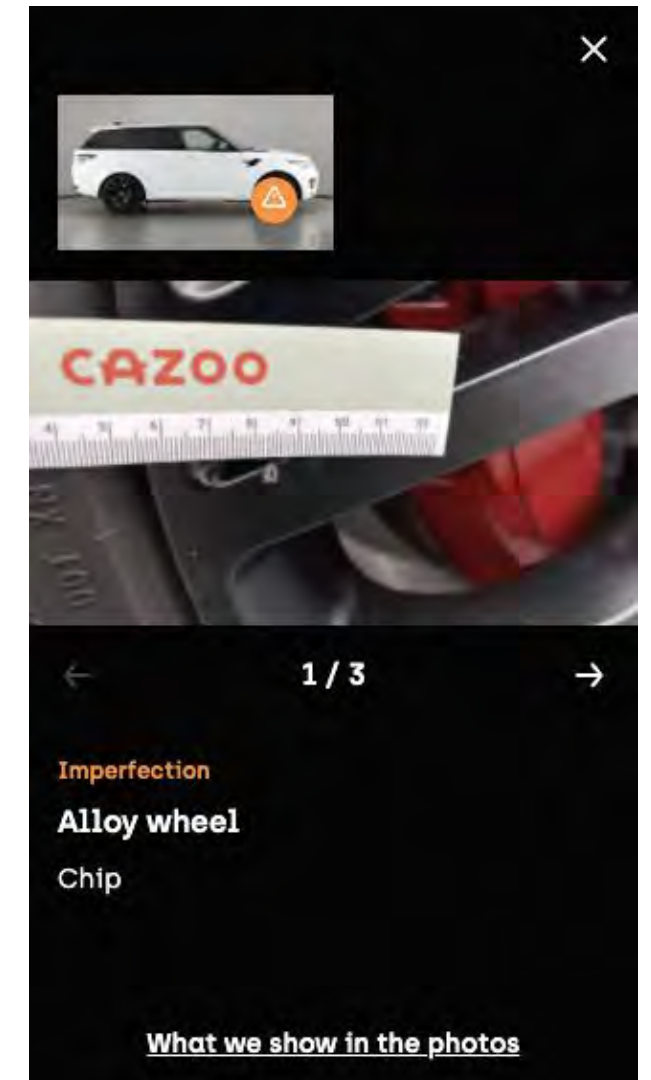 CAZOO
1 / 3
Imperfection
Alloy wheel
Chip
What we show in the photos